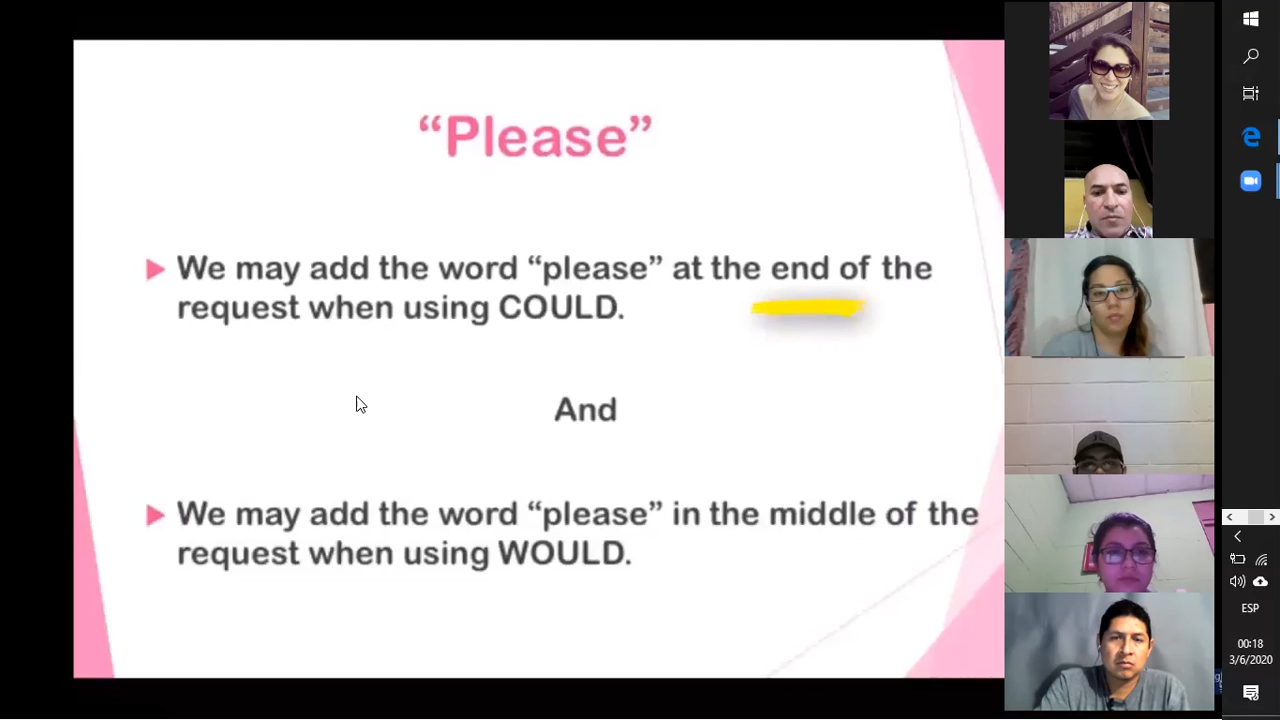 “Please”
We may add the word “please” at the end of the
request when using COULD.
And
We may add the word “please” in the middle of the
request when using WOULD.
ESP
00:18
3/6/2020